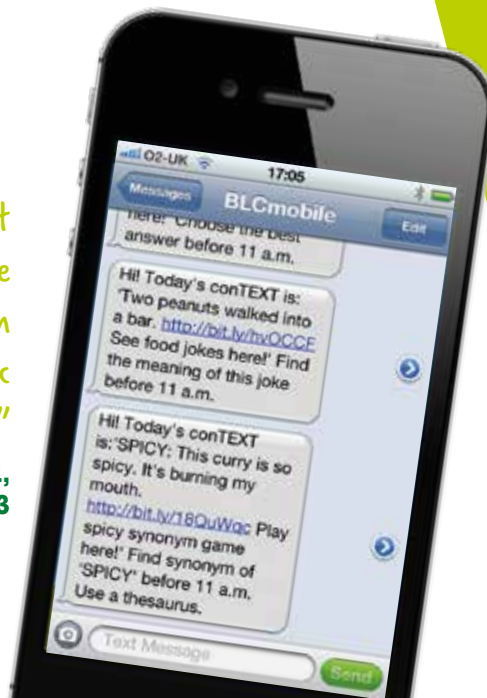 O2-UK 17:05
Messages BLCmobile Edit
here!' Choose the best
answer before 11 a.m.
Hi! Today's conTEXT is:
'Two peanuts walked into
a bar. http://bit.ly/hvOCCF
See food jokes here!' Find
the meaning of this joke
before 11 a.m.
Hi! Today's conTEXT
is:'SPICY: This curry is so
spicy. It's burning my
mouth.
http://bit.ly/18QuWqc Play
spicy synonym game
here!' Find synonym of
'SPICY' before 11 a.m.
Use a thesaurus.
Text Message Send